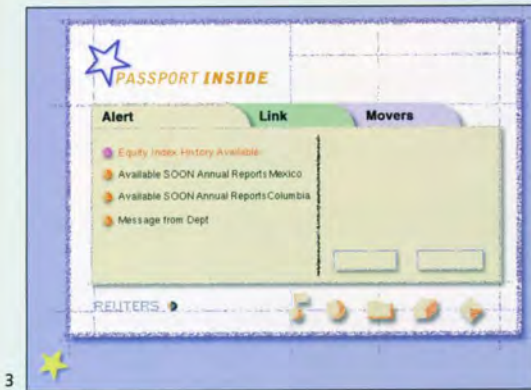 PASSPORT INSIDE
Alert Link Movers
Equity Index History Available
Available SOON Annual Reports Mexico
Available SOON Annual Reports Columbia
Message from Dept
REUTERS
3